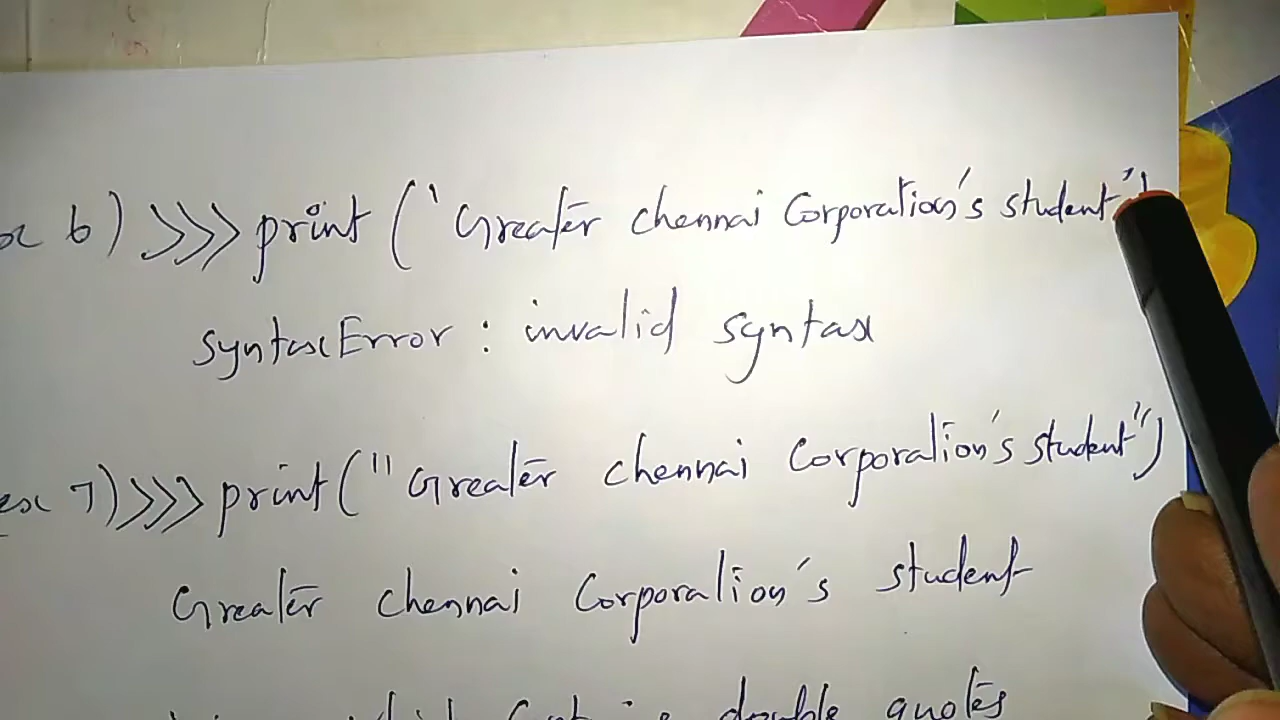 6) >>> print ('Greater Chennai Corporation's student')
SyntaxError : invalid syntax
ex 7) >>> print ("Greater Chennai Corporation's student")
Greater Chennai Corporation's student
double quotes